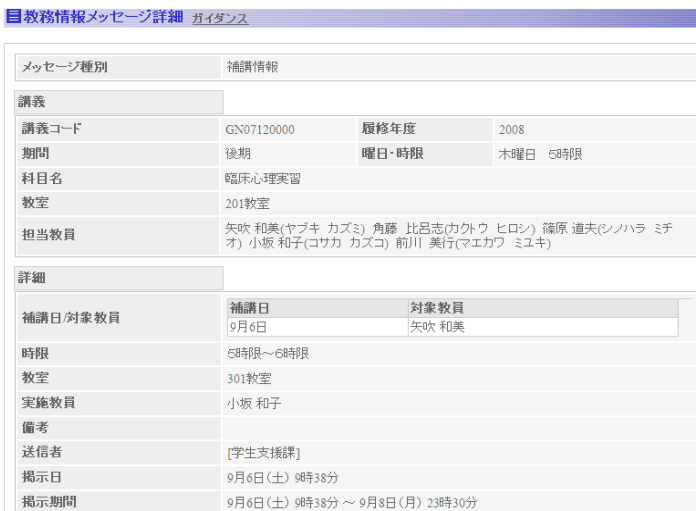 教務情報メッセージ詳細 ガイダンス
メッセージ種別 補講情報
講義
講義コード GN07120000 履修年度 2008
期間 後期 曜日・時限 木曜日 5時限
科目名 臨床心理実習
教室 201教室
担当教員 矢吹 和美(ヤブキ カズミ) 角藤 比呂志(カクトウ ヒロシ) 篠原 道夫(シノハラ ミチ
オ) 小坂 和子(コサカ カズコ) 前川 美行(マエカワ ミユキ)
詳細
補講日/対象教員 補講日 対象教員
9月6日 矢吹 和美
時限 5時限～6時限
教室 301教室
実施教員 小坂 和子
備考
送信者 [学生支援課]
掲示日 9月6日(土) 9時38分
掲示期間 9月6日(土) 9時38分 ～ 9月8日(月) 23時30分